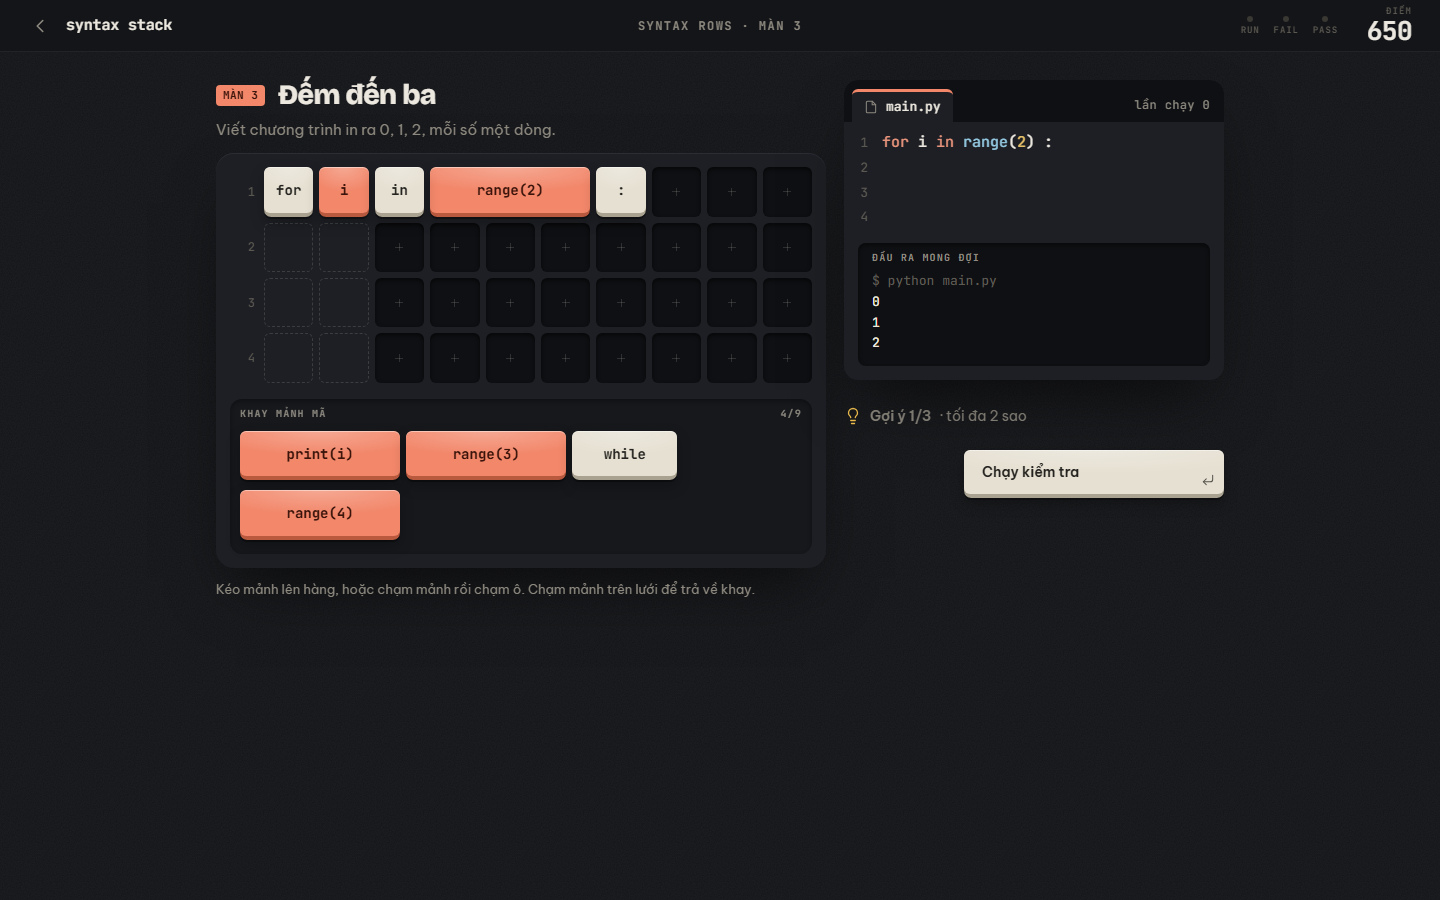 syntax stack
SYNTAX ROWS · MÀN 3
RUN FAIL PASS
ĐIỂM
650
MÀN 3 Đếm đến ba
Viết chương trình in ra 0, 1, 2, mỗi số một dòng.
1 for i in range(2) : + + +
2 + + + + + + + +
3 + + + + + + + +
4 + + + + + + + +
KHAY MẢNH MÃ 4/9
print(i) range(3) while
range(4)
Kéo mảnh lên hàng, hoặc chạm mảnh rồi chạm ô. Chạm mảnh trên lưới để trả về khay.
main.py lần chạy 0
1 for i in range(2) :
2
3
4
ĐẦU RA MONG ĐỢI
$ python main.py
0
1
2
Gợi ý 1/3 · tối đa 2 sao
Chạy kiểm tra